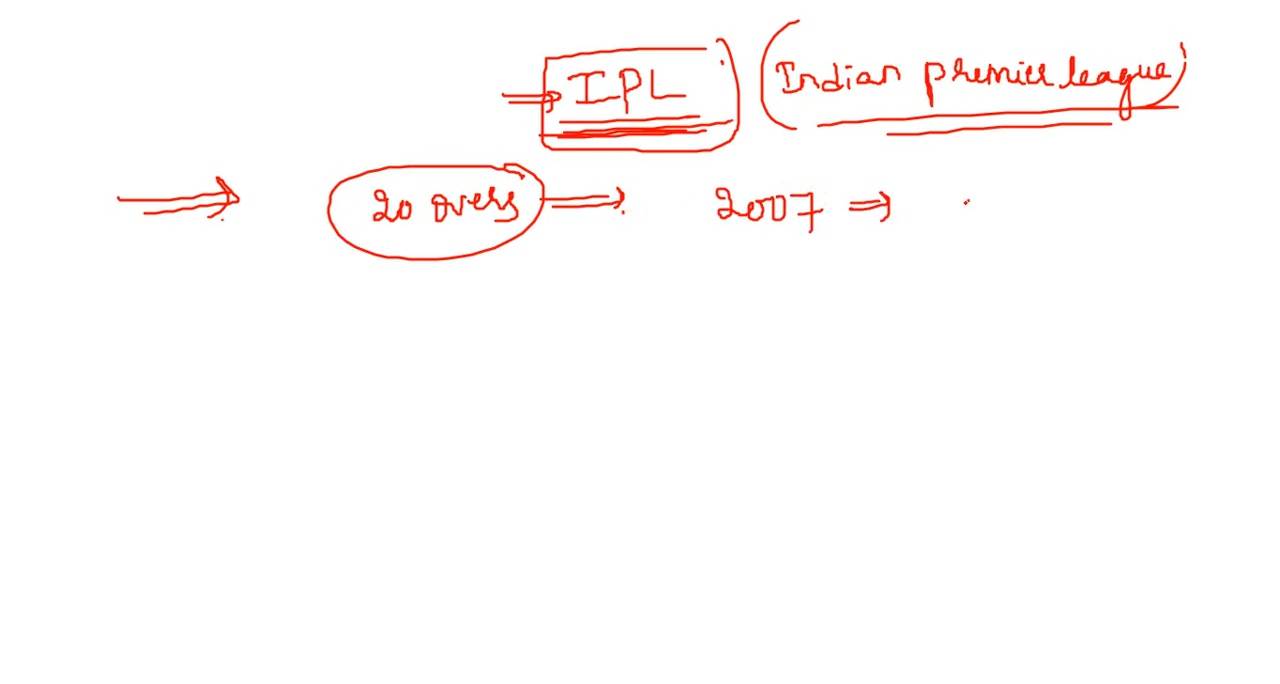 ⇒ IPL (Indian premier league)
⇒ 20 overs ⇒ 2007 ⇒